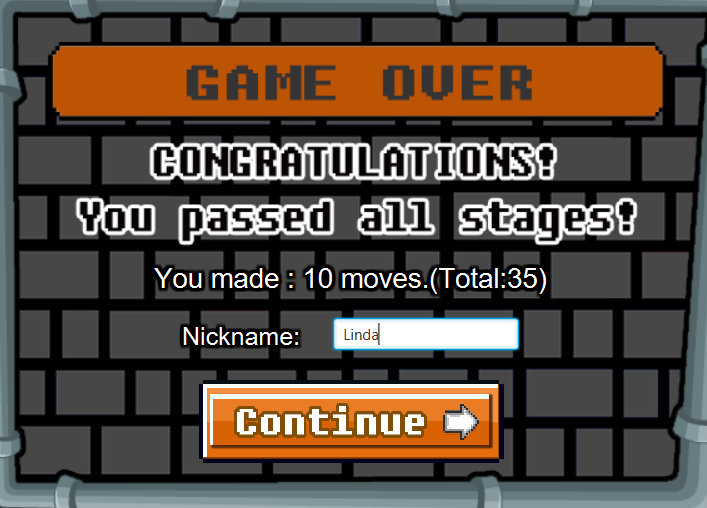 GAME OVER
CONGRATULATIONS!
You passed all stages!
You made : 10 moves.(Total:35)
Nickname: Linda
Continue